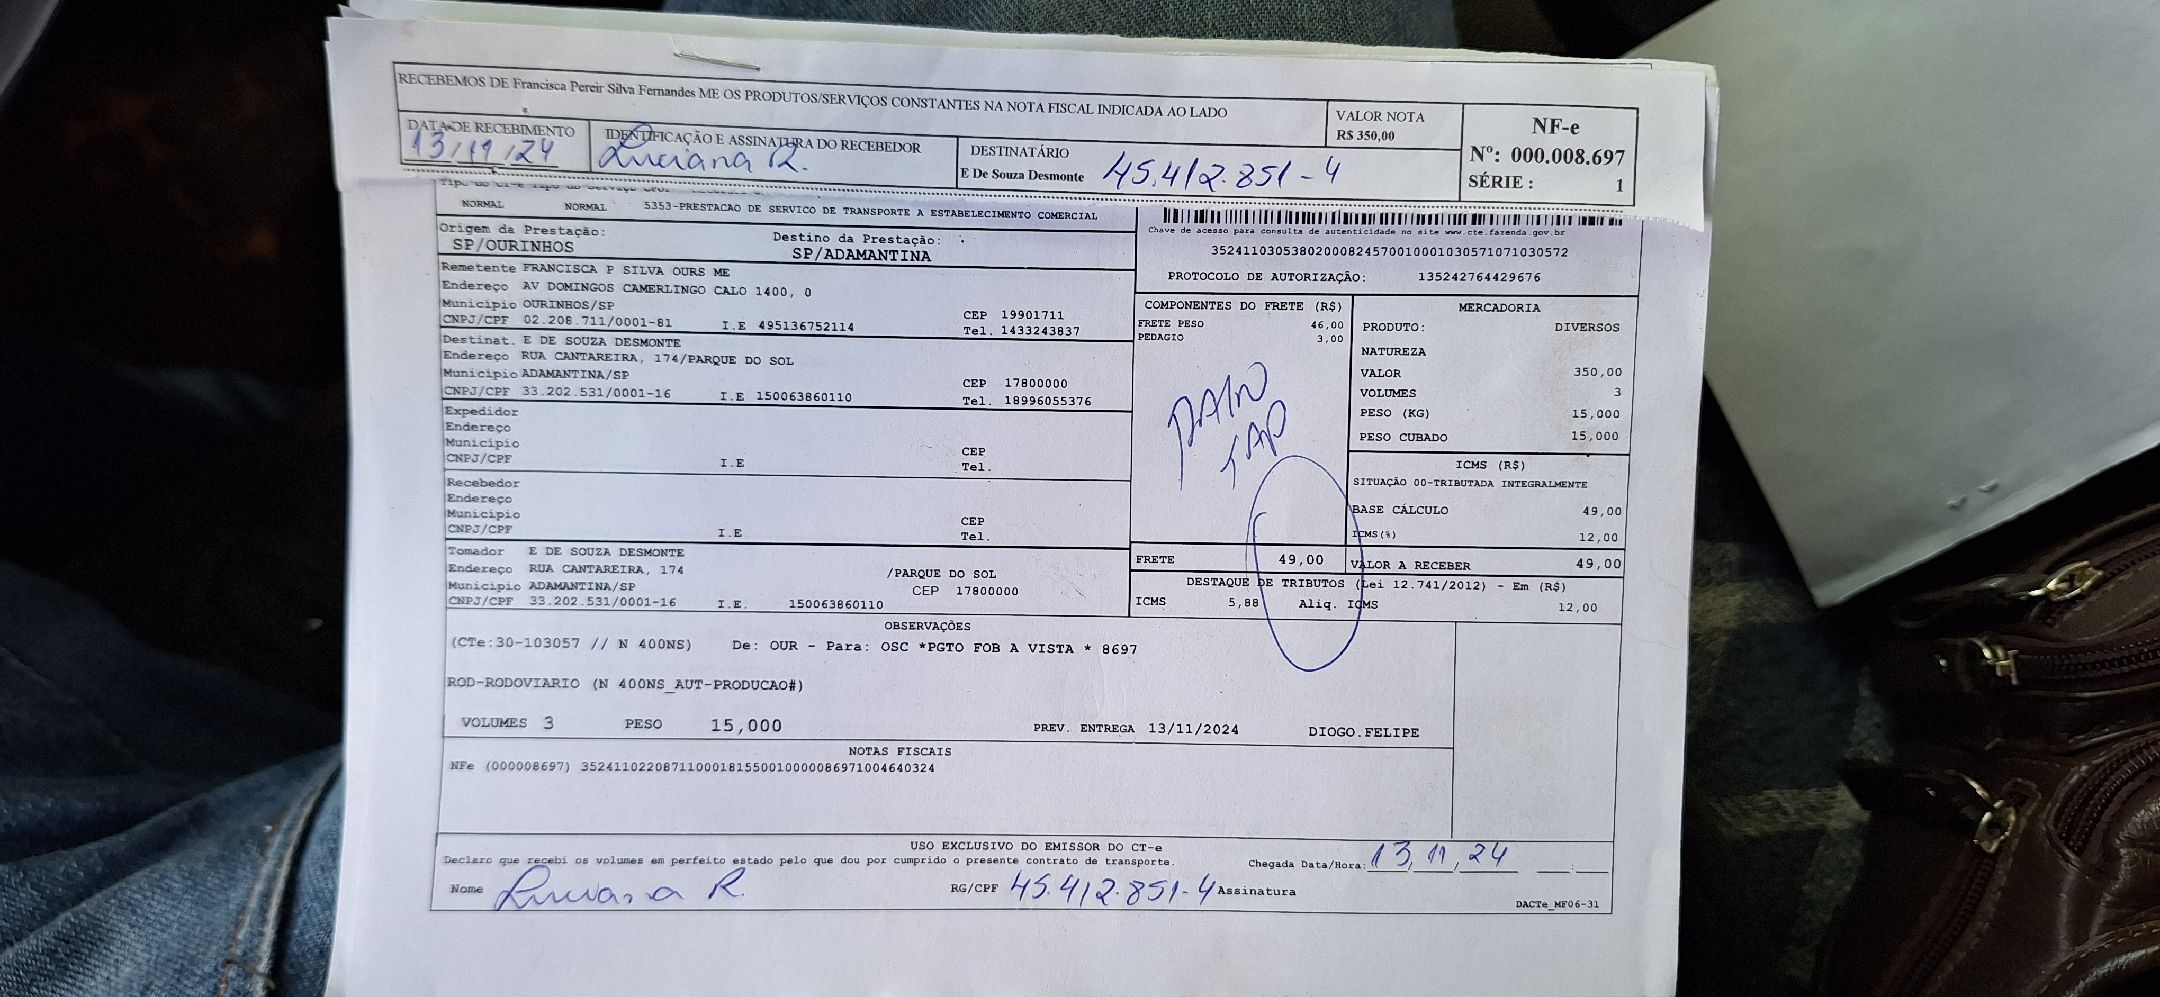 RECEBEMOS DE Francisca Pereir Silva Fernandes ME OS PRODUTOS/SERVIÇOS CONSTANTES NA NOTA FISCAL INDICADA AO LADO
VALOR NOTA
R$ 350,00
NF-e
Nº: 000.008.697
SÉRIE : 1
DATA DE RECEBIMENTO
13/11/24
IDENTIFICAÇÃO E ASSINATURA DO RECEBEDOR
Luciana R.
DESTINATÁRIO
E De Souza Desmonte 45.412.851-4
NORMAL NORMAL 5353-PRESTACAO DE SERVICO DE TRANSPORTE A ESTABELECIMENTO COMERCIAL
Origem da Prestação:
SP/OURINHOS
Destino da Prestação:
SP/ADAMANTINA
Chave de acesso para consulta de autenticidade no site www.cte.fazenda.gov.br
35241103053802000824570010001030571071030572
PROTOCOLO DE AUTORIZAÇÃO: 135242764429676
Remetente FRANCISCA P SILVA OURS ME
Endereço AV DOMINGOS CAMERLINGO CALO 1400, 0
Município OURINHOS/SP CEP 19901711
CNPJ/CPF 02.208.711/0001-81 I.E 495136752114 Tel. 1433243837
Destinat. E DE SOUZA DESMONTE
Endereço RUA CANTAREIRA, 174/PARQUE DO SOL
Município ADAMANTINA/SP CEP 17800000
CNPJ/CPF 33.202.531/0001-16 I.E 150063860110 Tel. 18996055376
Expedidor
Endereço
Município CEP
CNPJ/CPF I.E Tel.
Recebedor
Endereço
Município CEP
CNPJ/CPF I.E Tel.
Tomador E DE SOUZA DESMONTE
Endereço RUA CANTAREIRA, 174 /PARQUE DO SOL
Município ADAMANTINA/SP CEP 17800000
CNPJ/CPF 33.202.531/0001-16 I.E. 150063860110
COMPONENTES DO FRETE (R$)
FRETE PESO 46,00
PEDAGIO 3,00
FRETE 49,00
MERCADORIA
PRODUTO: DIVERSOS
NATUREZA
VALOR 350,00
VOLUMES 3
PESO (KG) 15,000
PESO CUBADO 15,000
ICMS (R$)
SITUAÇÃO 00-TRIBUTADA INTEGRALMENTE
BASE CÁLCULO 49,00
ICMS(%) 12,00
VALOR A RECEBER 49,00
DESTAQUE DE TRIBUTOS (Lei 12.741/2012) - Em (R$)
ICMS 5,88 Aliq. ICMS 12,00
OBSERVAÇÕES
(CTe:30-103057 // N 400NS) De: OUR - Para: OSC *PGTO FOB A VISTA * 8697
ROD-RODOVIARIO (N 400NS_AUT-PRODUCAO#)
VOLUMES 3 PESO 15,000 PREV. ENTREGA 13/11/2024 DIOGO.FELIPE
NOTAS FISCAIS
NFe (000008697) 35241102208711000181550010000086971004640324
USO EXCLUSIVO DO EMISSOR DO CT-e
Declaro que recebi os volumes em perfeito estado pelo que dou por cumprido o presente contrato de transporte.
Chegada Data/Hora: 13,11,24 :
Nome Luciana R. RG/CPF 45.412.851-4 Assinatura
DACTe_MF06-31